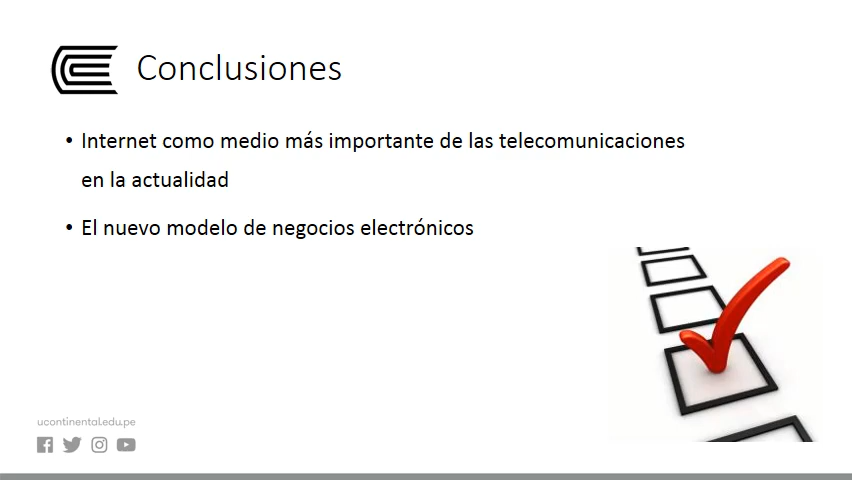 Conclusiones
• Internet como medio más importante de las telecomunicaciones
en la actualidad
• El nuevo modelo de negocios electrónicos
ucontinental.edu.pe